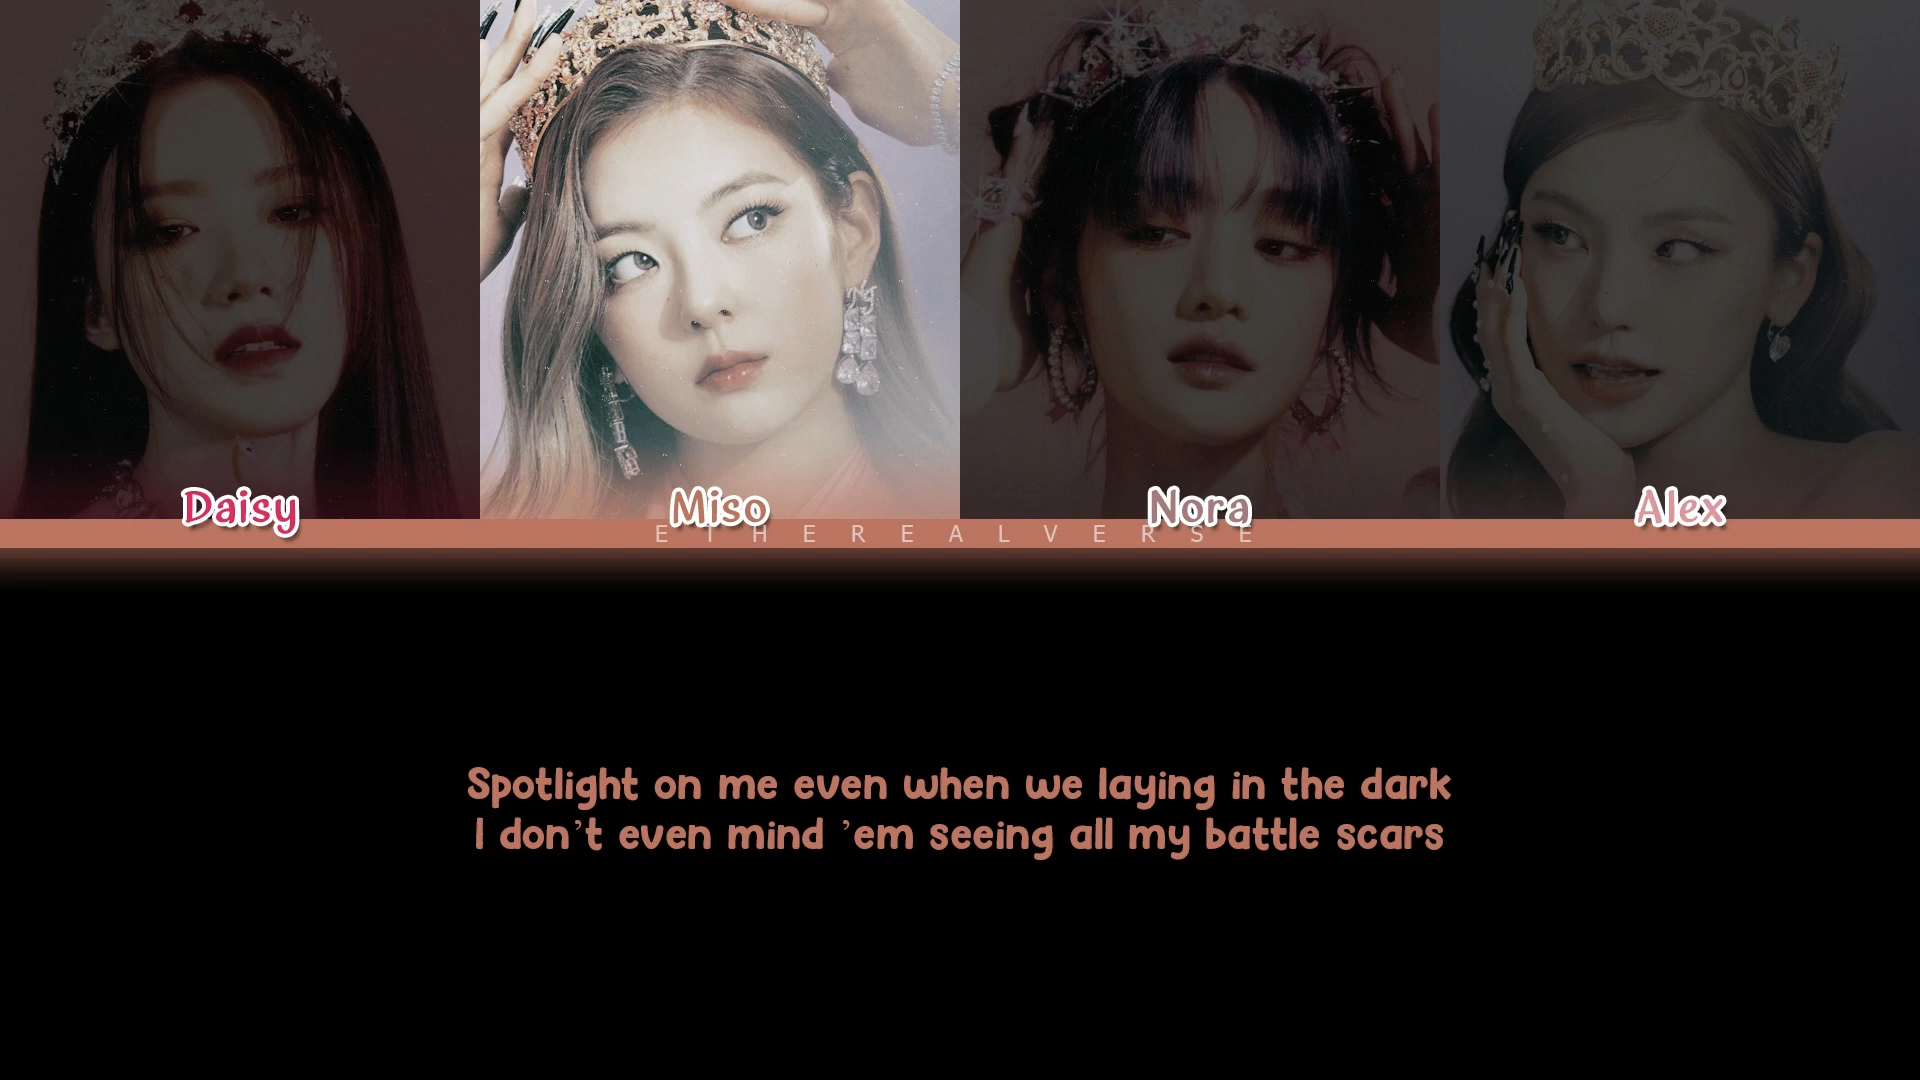 Daisy
Miso
Nora
Alex
ETHEREALVERSE
Spotlight on me even when we laying in the dark
I don't even mind 'em seeing all my battle scars